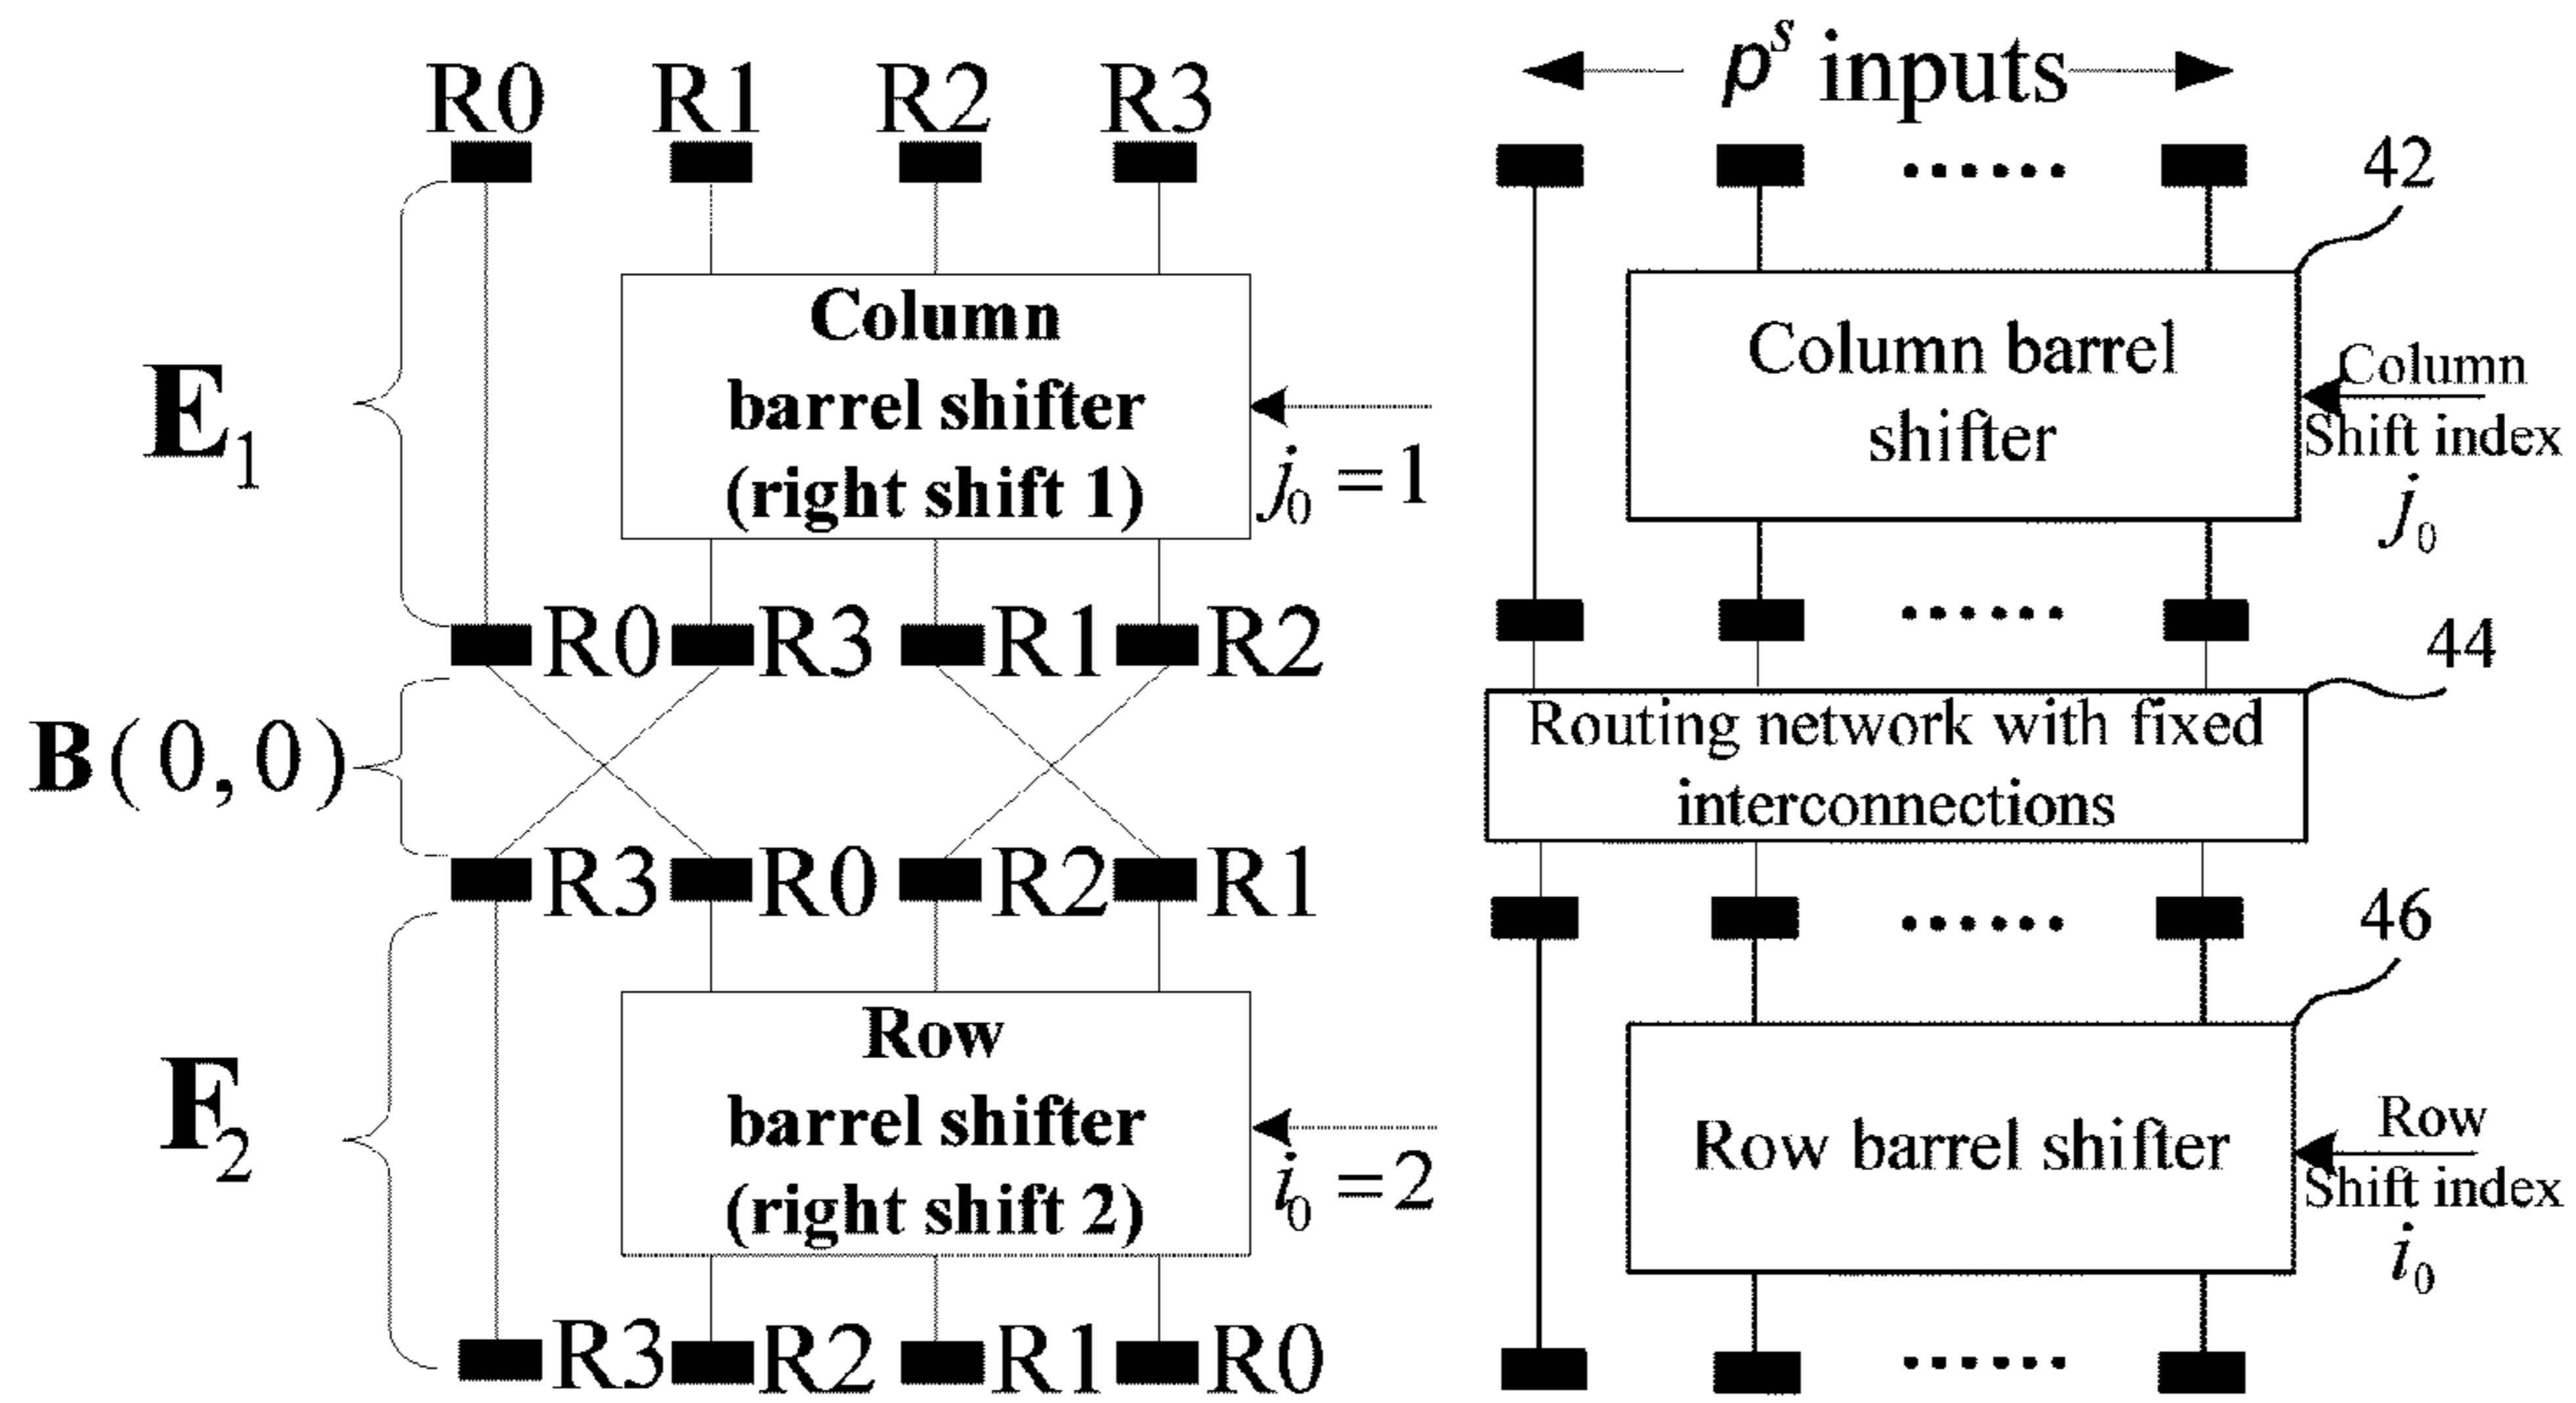 R0 R1 R2 R3
E1
Column
barrel shifter
(right shift 1)
j0 = 1
R0 R3 R1 R2
B(0,0)
R3 R0 R2 R1
F2
Row
barrel shifter
(right shift 2)
i0 = 2
R3 R2 R1 R0
p^s inputs
......
42
Column barrel
shifter
Column
Shift index
j0
......
44
Routing network with fixed
interconnections
......
46
Row barrel shifter
Row
Shift index
i0
......